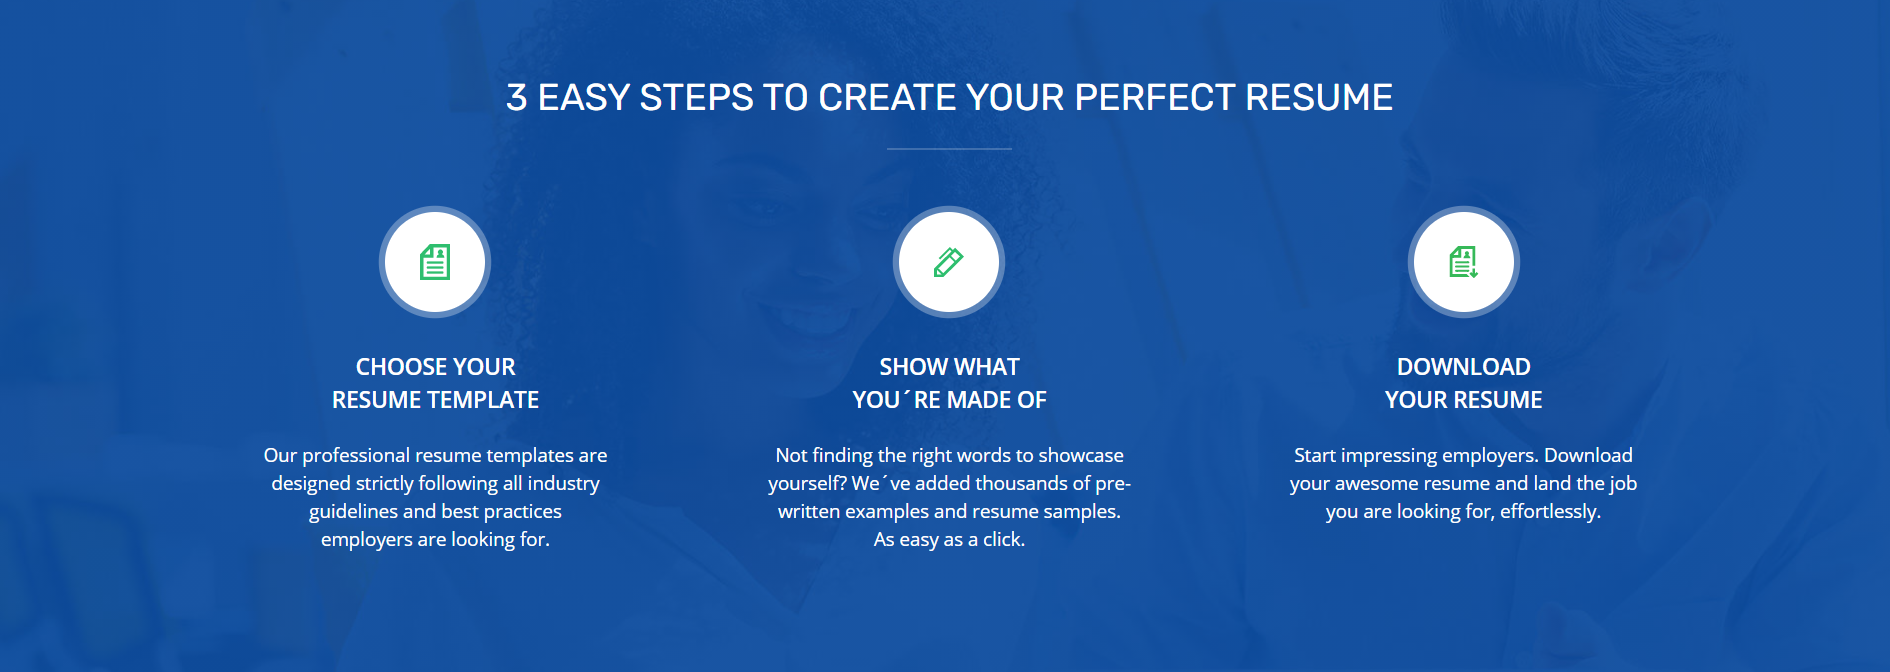 3 EASY STEPS TO CREATE YOUR PERFECT RESUME
CHOOSE YOUR
RESUME TEMPLATE
Our professional resume templates are
designed strictly following all industry
guidelines and best practices
employers are looking for.
SHOW WHAT
YOU´RE MADE OF
Not finding the right words to showcase
yourself? We´ve added thousands of pre-
written examples and resume samples.
As easy as a click.
DOWNLOAD
YOUR RESUME
Start impressing employers. Download
your awesome resume and land the job
you are looking for, effortlessly.